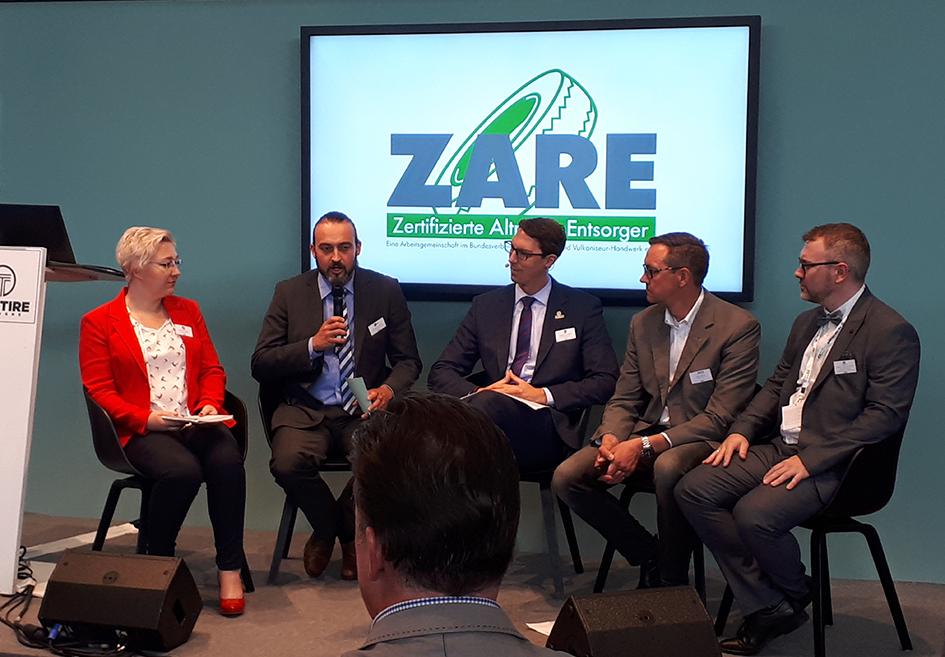 ZARE
Zertifizierte Alt Entsorger
Eine Arbeitsgemeinschaft im Bundesverb und Vulkaniseur-Handwerk
TIRE